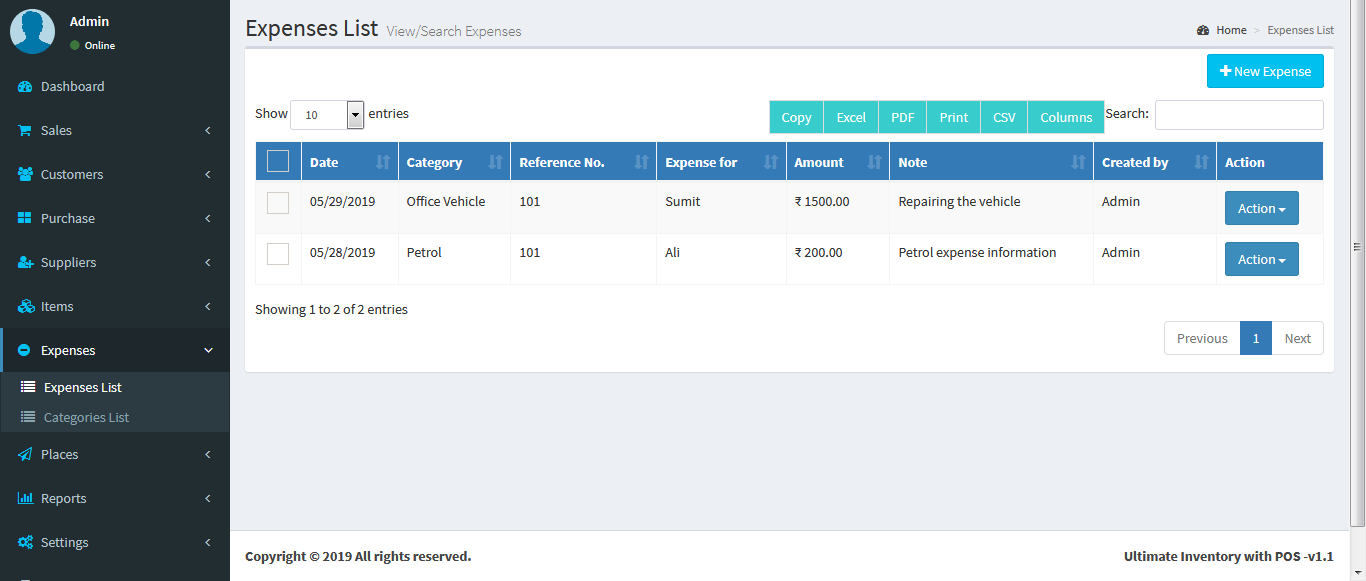 Admin
Online
Dashboard
Sales
Customers
Purchase
Suppliers
Items
Expenses
Expenses List
Categories List
Places
Reports
Settings
Expenses List View/Search Expenses
Home > Expenses List
New Expense
Show 10 entries
Copy Excel PDF Print CSV Columns Search:
Date Category Reference No. Expense for Amount Note Created by Action
05/29/2019 Office Vehicle 101 Sumit ₹ 1500.00 Repairing the vehicle Admin Action
05/28/2019 Petrol 101 Ali ₹ 200.00 Petrol expense information Admin Action
Showing 1 to 2 of 2 entries
Previous 1 Next
Copyright © 2019 All rights reserved. Ultimate Inventory with POS -v1.1